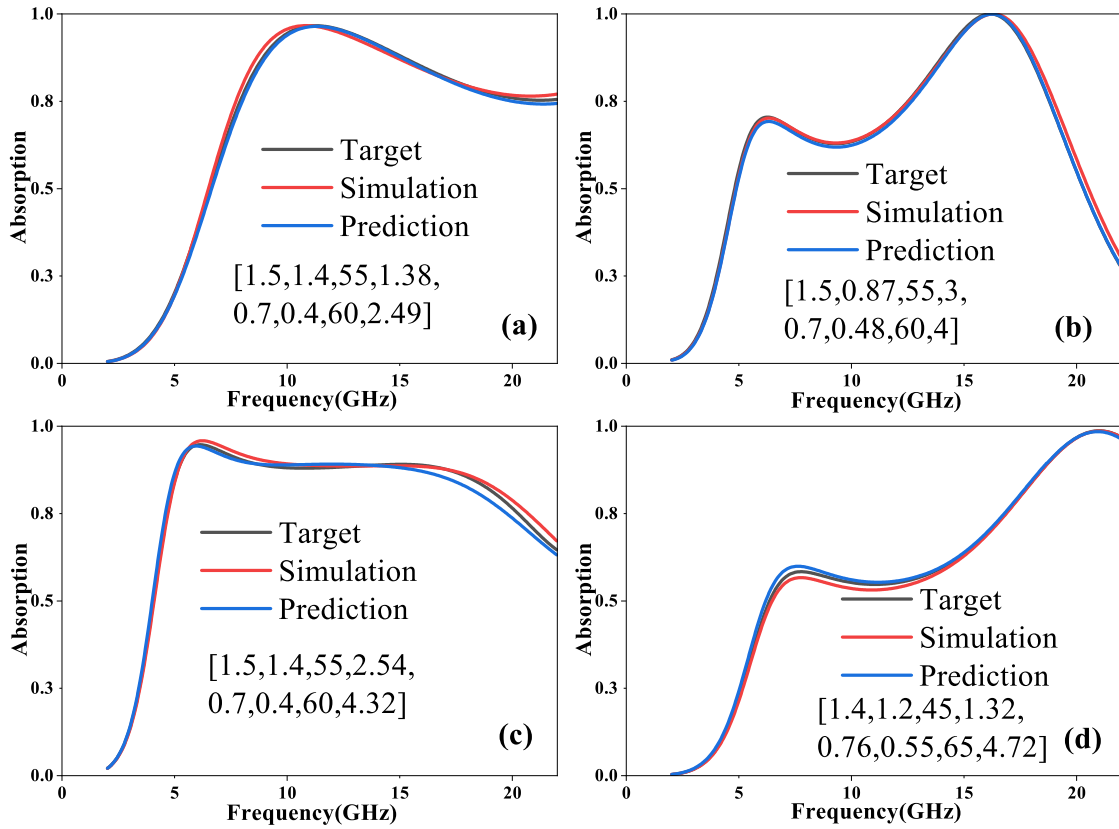 1.0
0.8
0.5
0.3
0.0
Absorption
Target
Simulation
Prediction
[1.5,1.4,55,1.38,
0.7,0.4,60,2.49]
(a)
0 5 10 15 20
Frequency(GHz)
1.0
0.8
0.5
0.3
0.0
Absorption
Target
Simulation
Prediction
[1.5,0.87,55,3,
0.7,0.48,60,4]
(b)
0 5 10 15 20
Frequency(GHz)
1.0
0.8
0.5
0.3
0.0
Absorption
Target
Simulation
Prediction
[1.5,1.4,55,2.54,
0.7,0.4,60,4.32]
(c)
0 5 10 15 20
Frequency(GHz)
1.0
0.8
0.5
0.3
0.0
Absorption
Target
Simulation
Prediction
[1.4,1.2,45,1.32,
0.76,0.55,65,4.72]
(d)
0 5 10 15 20
Frequency(GHz)